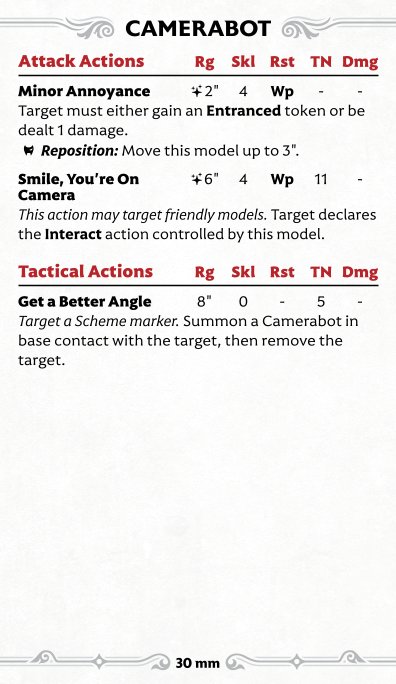 CAMERABOT
Attack Actions Rg Skl Rst TN Dmg
Minor Annoyance 2" 4 Wp - -
Target must either gain an Entranced token or be
dealt 1 damage.
Reposition: Move this model up to 3".
Smile, You're On 6" 4 Wp 11 -
Camera
This action may target friendly models. Target declares
the Interact action controlled by this model.
Tactical Actions Rg Skl Rst TN Dmg
Get a Better Angle 8" 0 - 5 -
Target a Scheme marker. Summon a Camerabot in
base contact with the target, then remove the
target.
30 mm